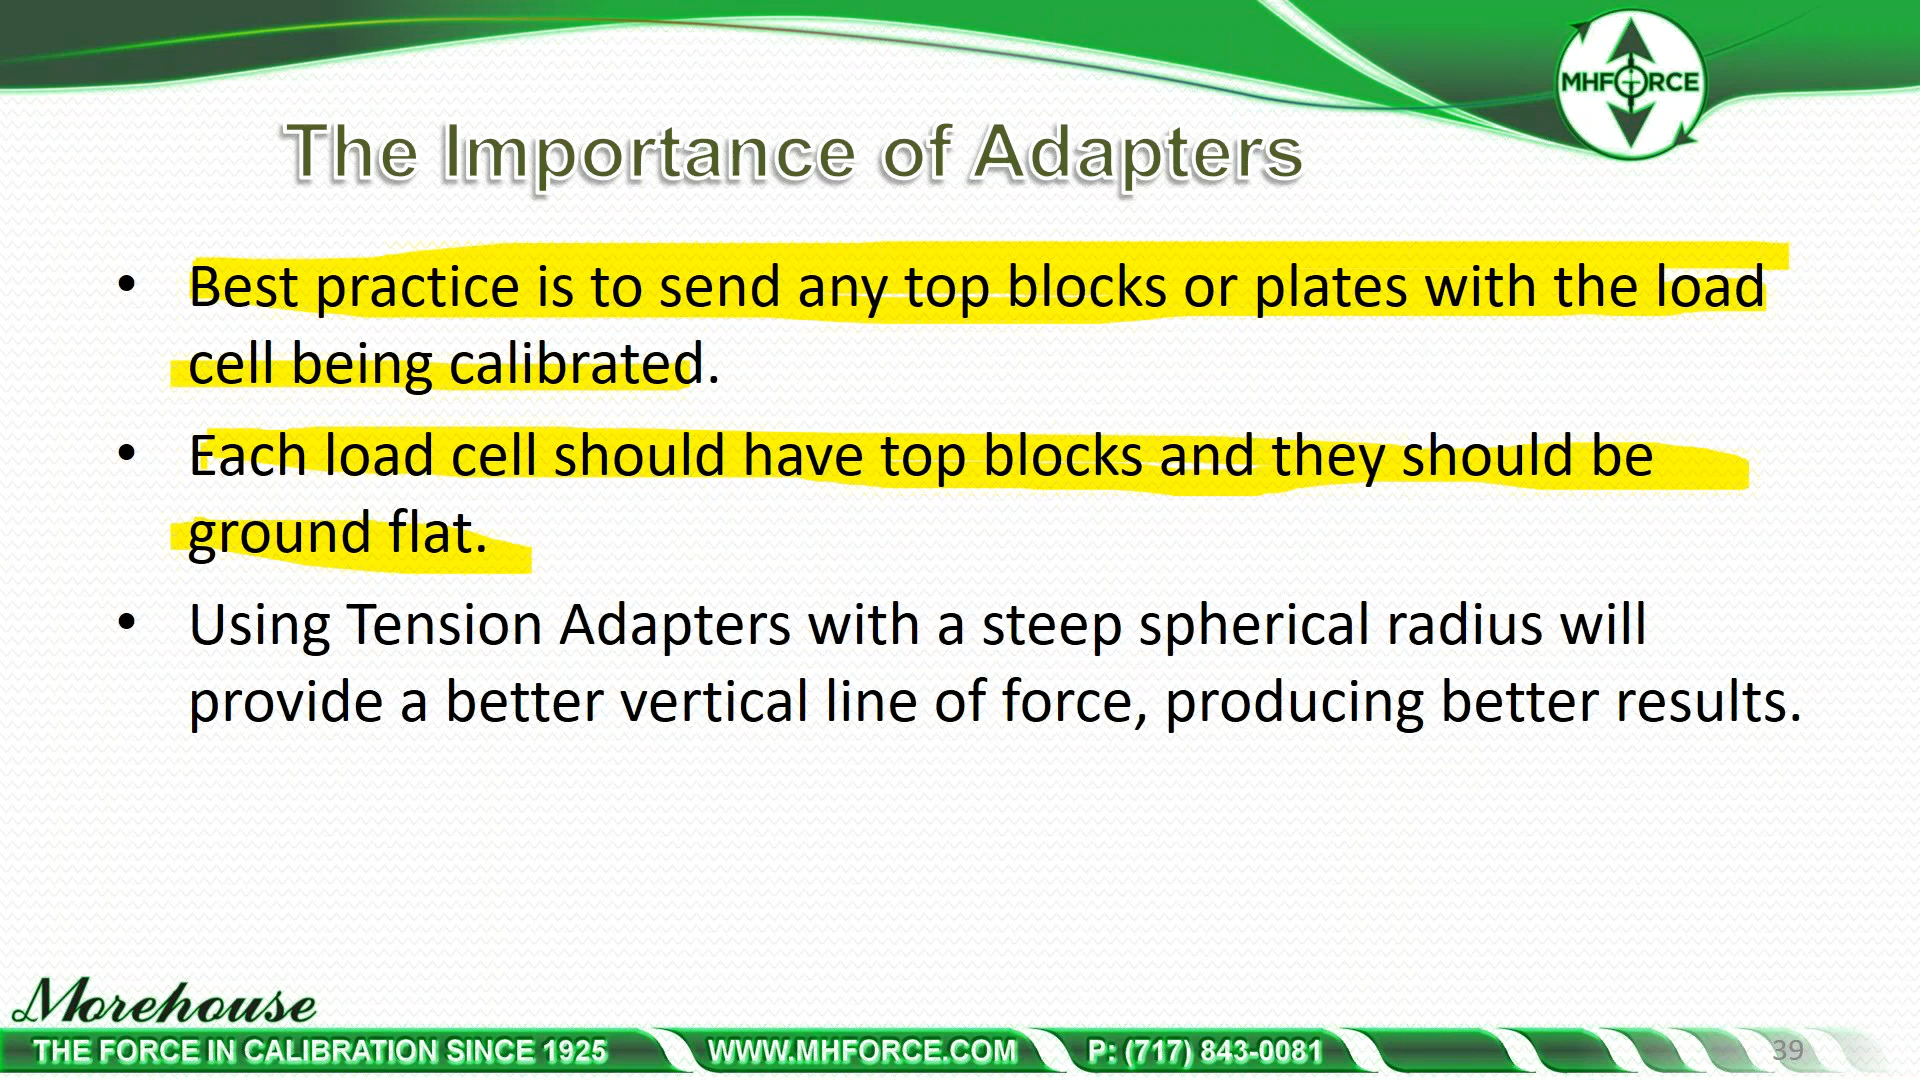 MHFORCE
The Importance of Adapters
• Best practice is to send any top blocks or plates with the load
cell being calibrated.
• Each load cell should have top blocks and they should be
ground flat.
• Using Tension Adapters with a steep spherical radius will
provide a better vertical line of force, producing better results.
Morehouse
THE FORCE IN CALIBRATION SINCE 1925 WWW.MHFORCE.COM P: (717) 843-0081 39